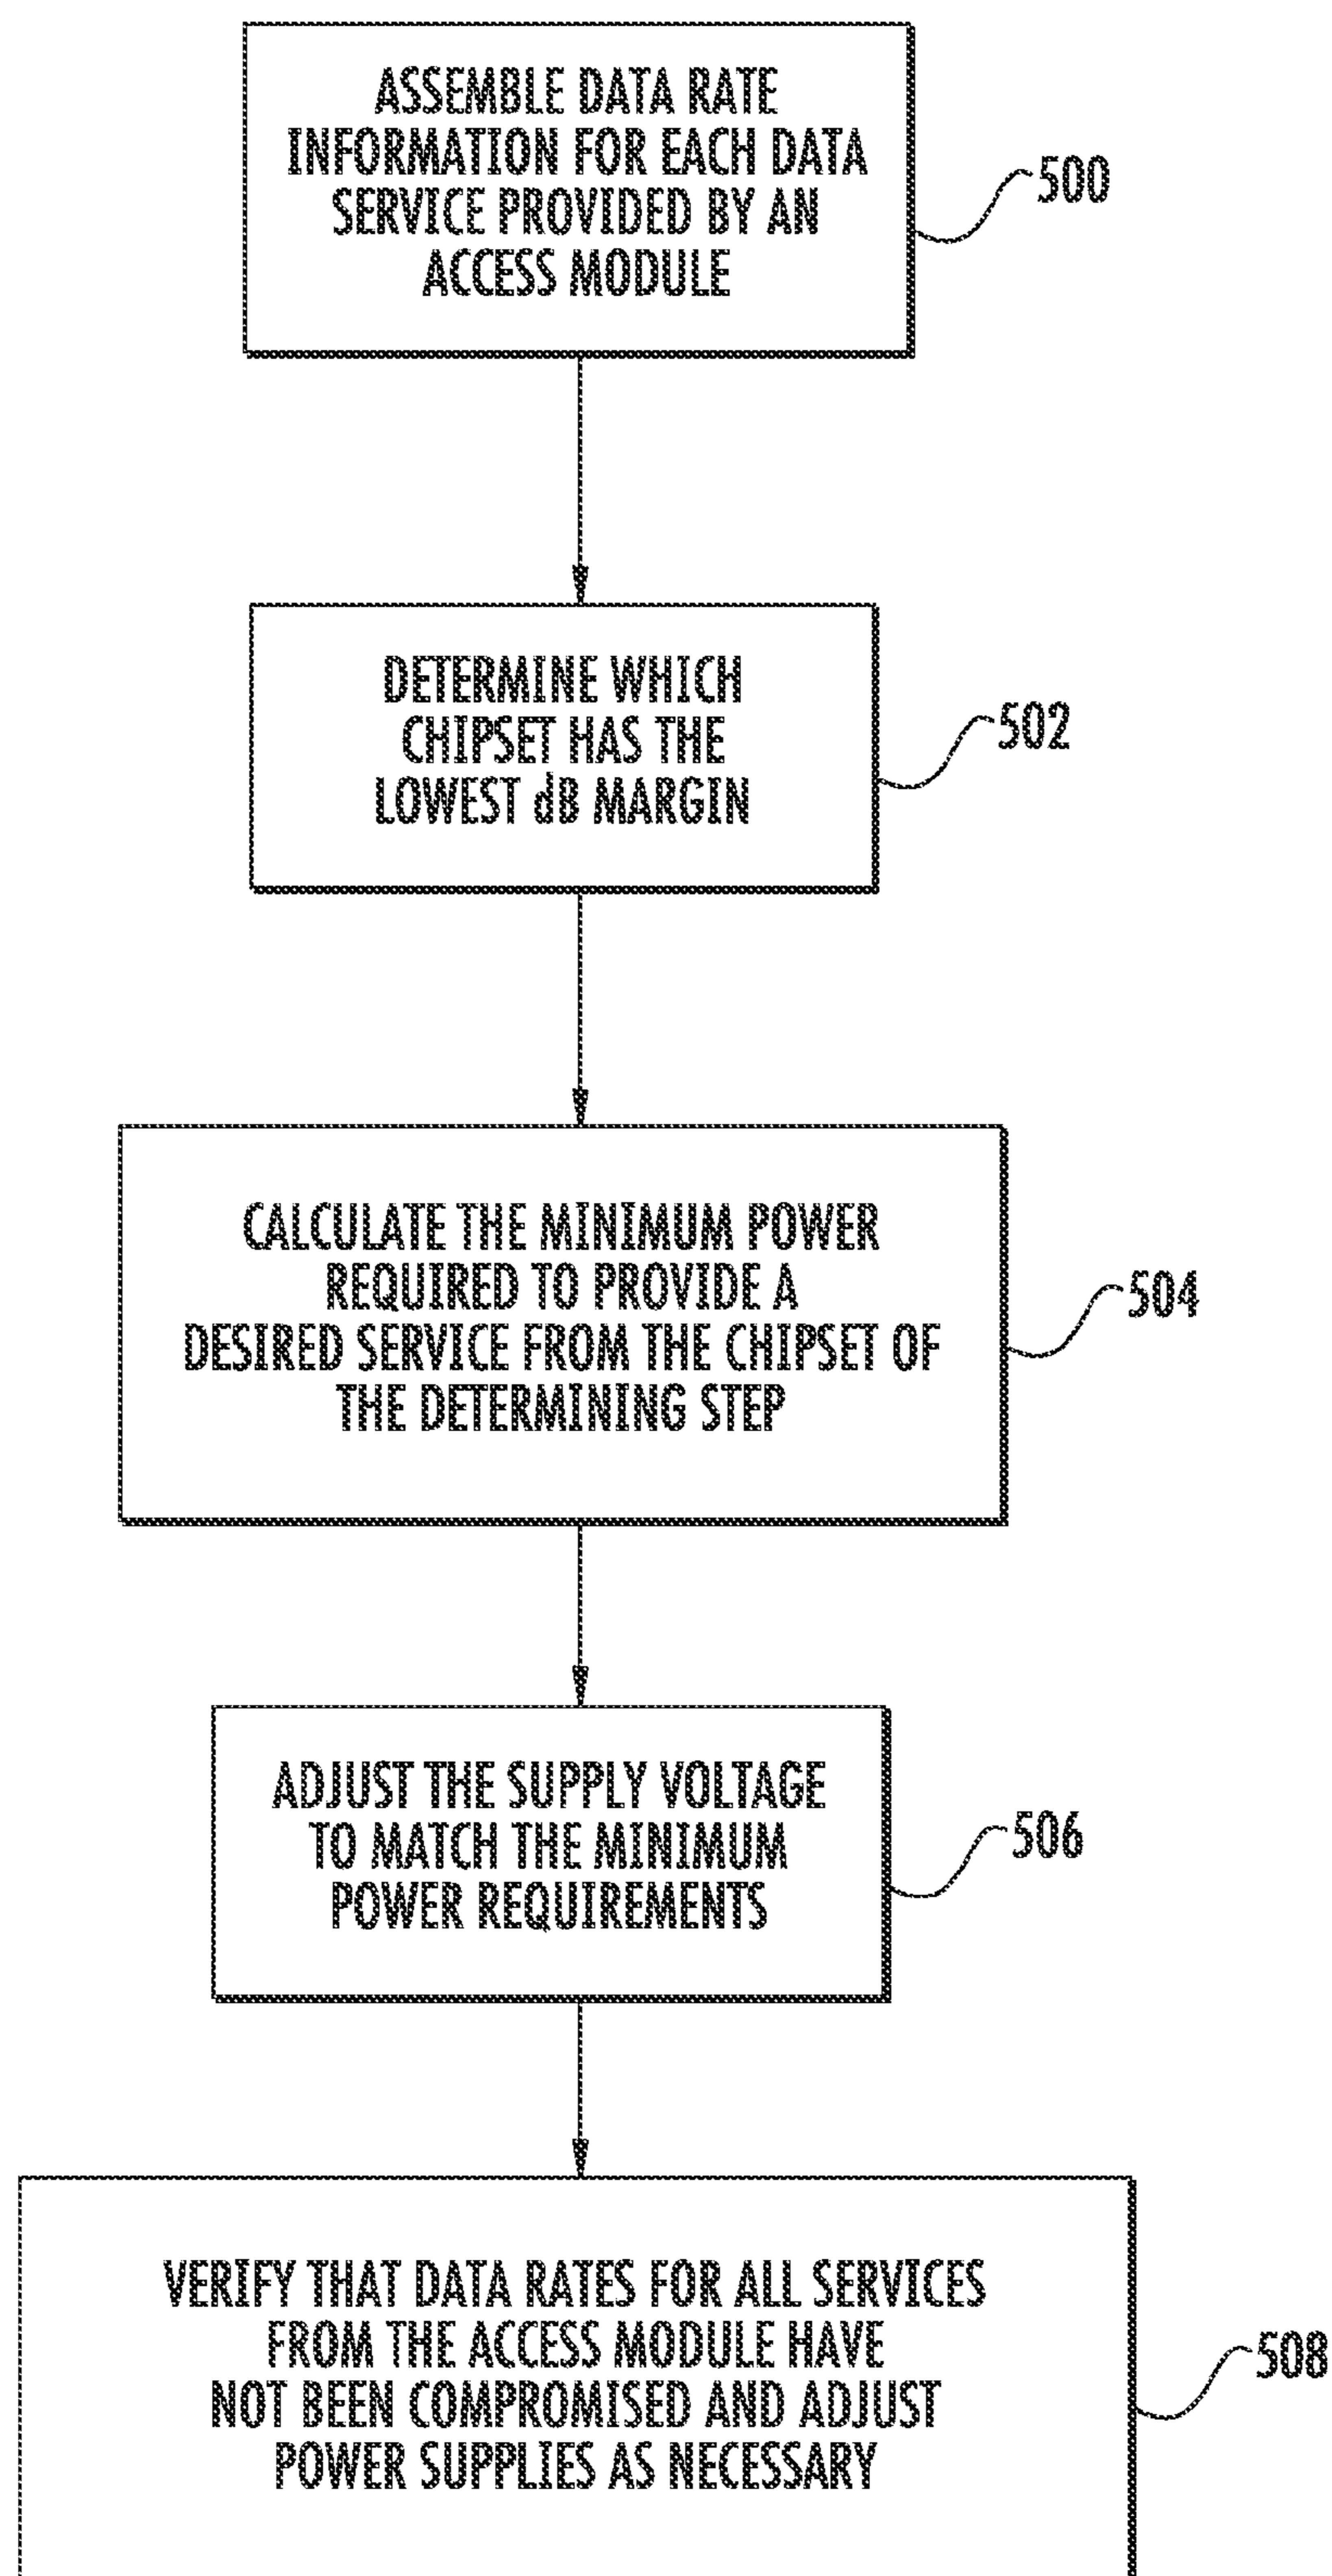 ASSEMBLE DATA RATE
INFORMATION FOR EACH DATA
SERVICE PROVIDED BY AN
ACCESS MODULE
500
DETERMINE WHICH
CHIPSET HAS THE
LOWEST dB MARGIN
502
CALCULATE THE MINIMUM POWER
REQUIRED TO PROVIDE A
DESIRED SERVICE FROM THE CHIPSET OF
THE DETERMINING STEP
504
ADJUST THE SUPPLY VOLTAGE
TO MATCH THE MINIMUM
POWER REQUIREMENTS
506
VERIFY THAT DATA RATES FOR ALL SERVICES
FROM THE ACCESS MODULE HAVE
NOT BEEN COMPROMISED AND ADJUST
POWER SUPPLIES AS NECESSARY
508